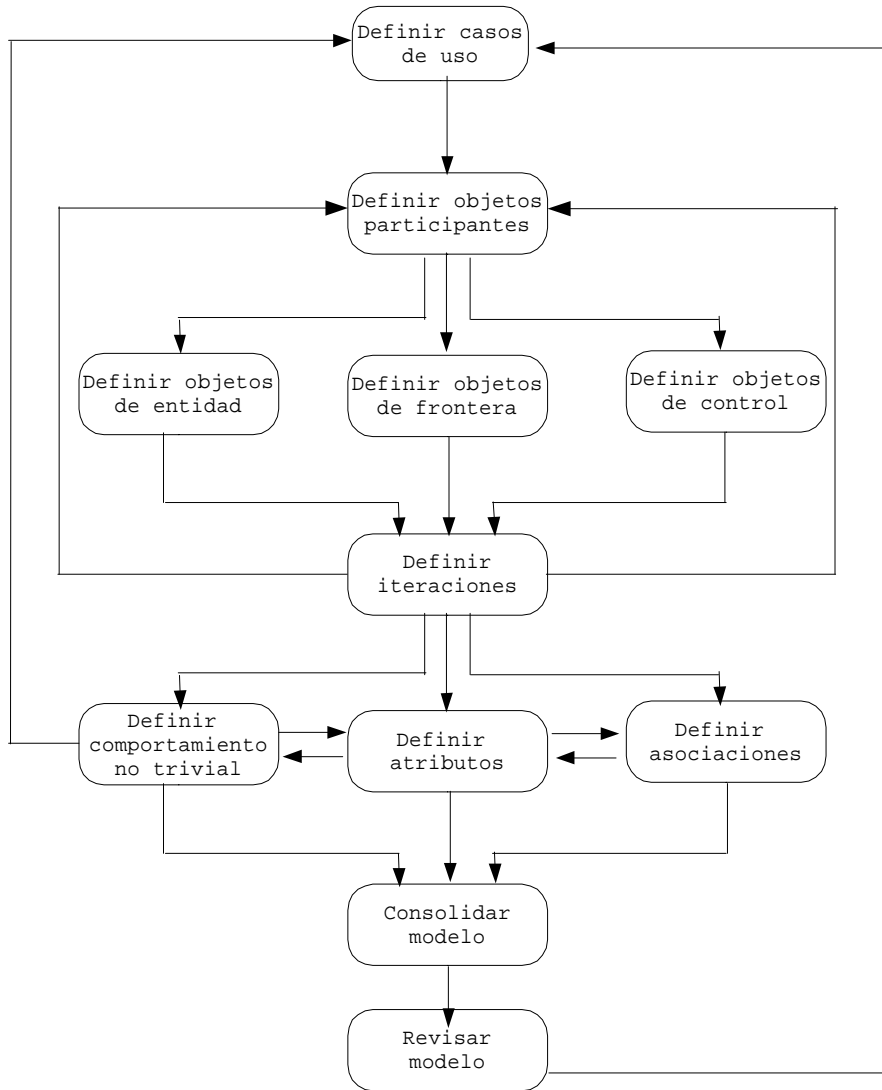 Definir casos
de uso
Definir objetos
participantes
Definir objetos
de entidad
Definir objetos
de frontera
Definir objetos
de control
Definir
iteraciones
Definir
comportamiento
no trivial
Definir
atributos
Definir
asociaciones
Consolidar
modelo
Revisar
modelo